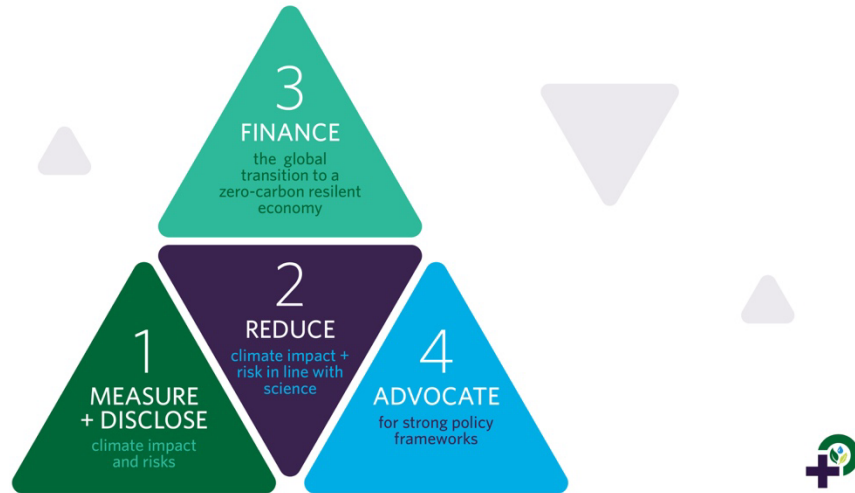 3
FINANCE
the global
transition to a
zero-carbon resilent
economy
2
REDUCE
climate impact +
risk in line with
science
1
MEASURE
+ DISCLOSE
climate impact
and risks
4
ADVOCATE
for strong policy
frameworks